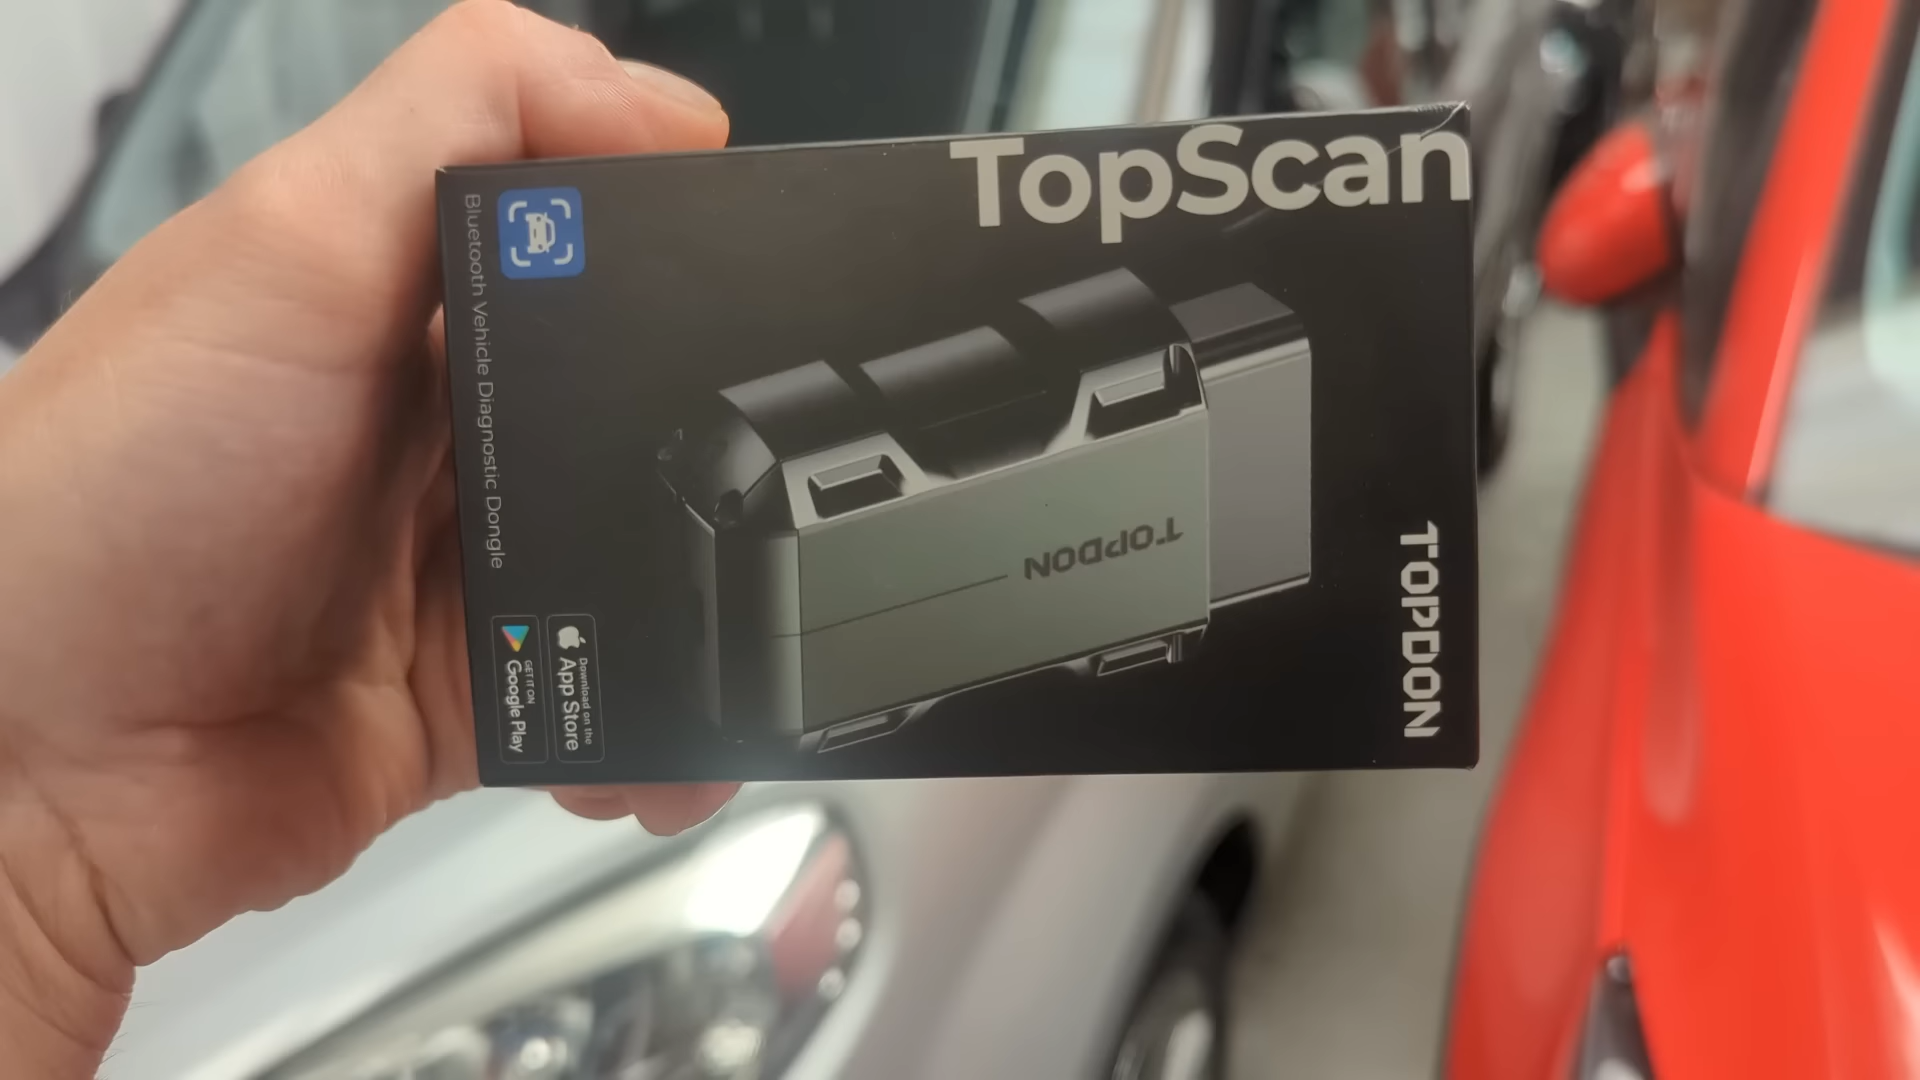 TopScan
TOPDON
TOPDON
Bluetooth Vehicle Diagnostic Dongle
Download on the
App Store
GET IT ON
Google Play